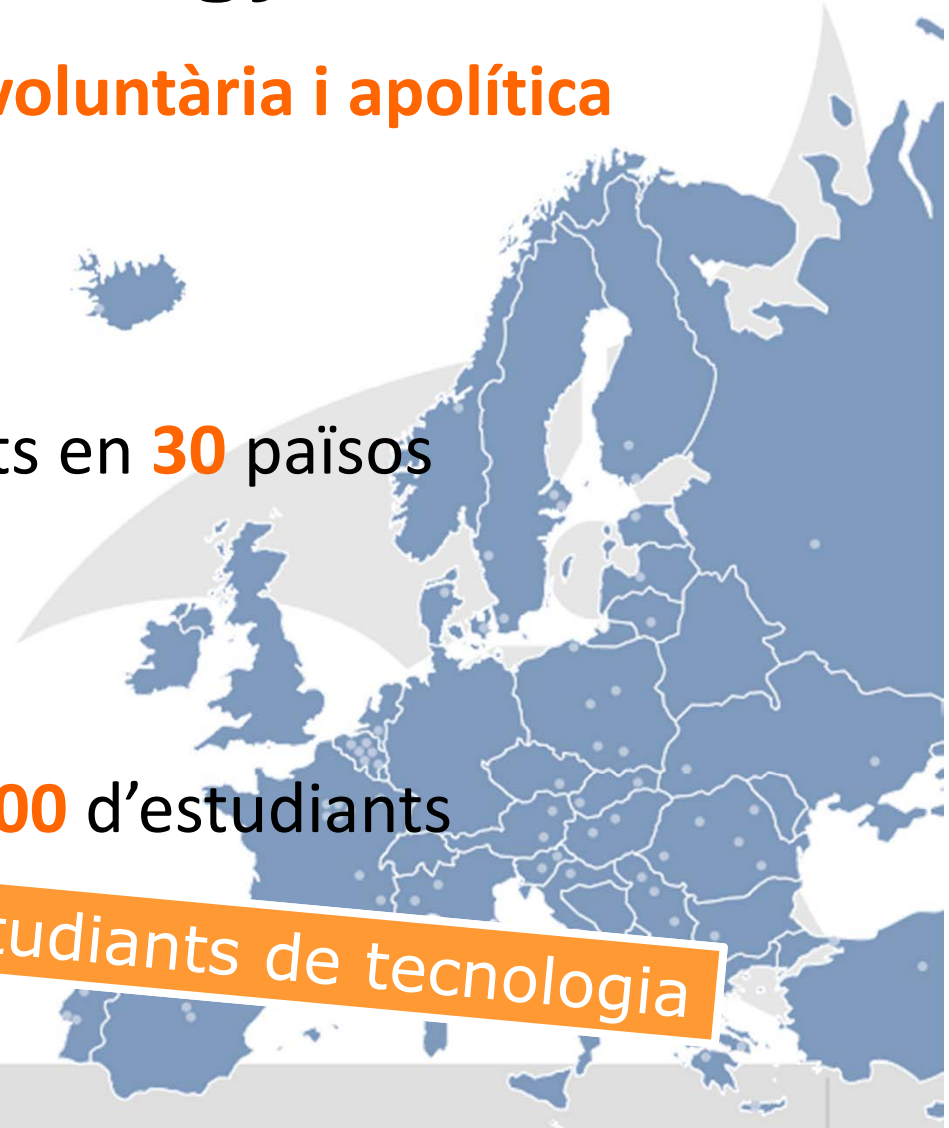 voluntària i apolítica
ts en 30 països
00 d’estudiants
tudiants de tecnologia